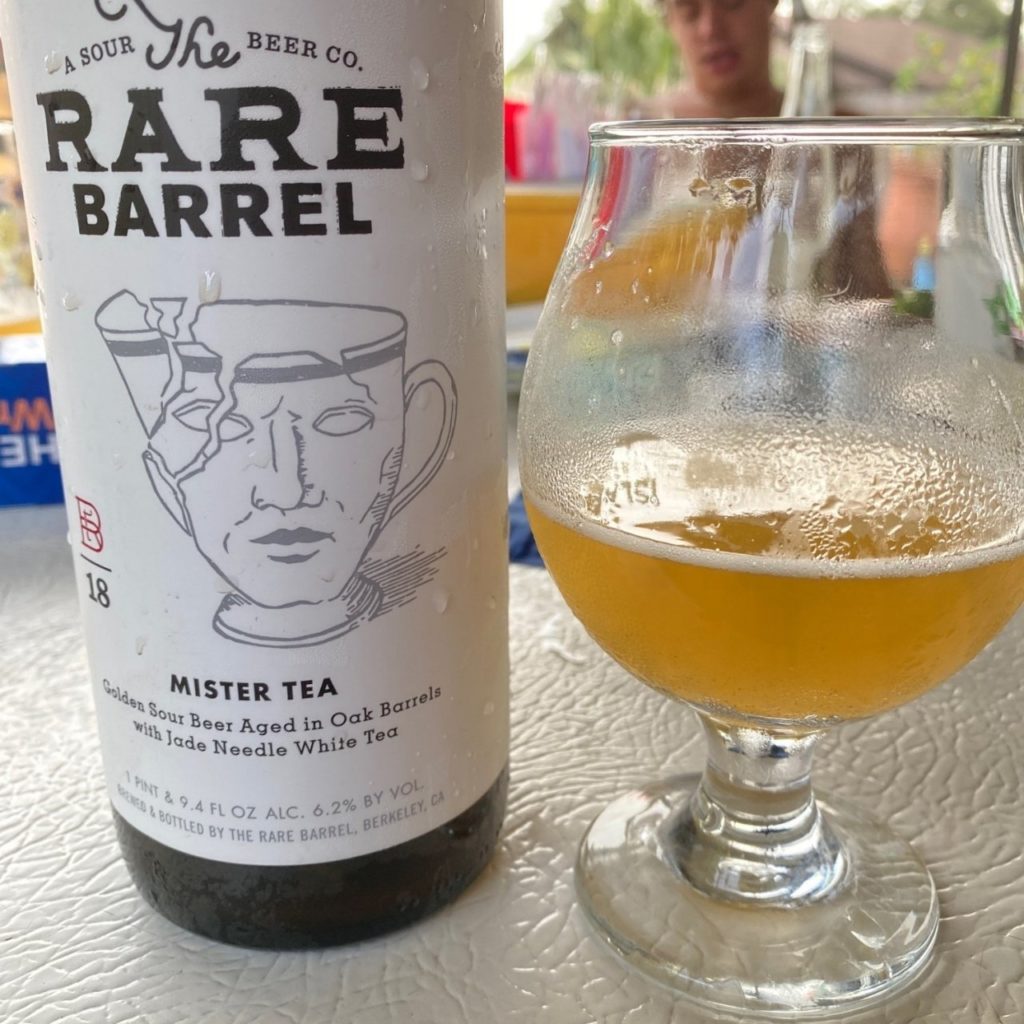 A SOUR The BEER CO.
RARE
BARREL
18
MISTER TEA
Golden Sour Beer Aged in Oak Barrels
with Jade Needle White Tea
1 PINT & 9.4 FL OZ ALC. 6.2% BY VOL.
BREWED & BOTTLED BY THE RARE BARREL, BERKELEY, CA